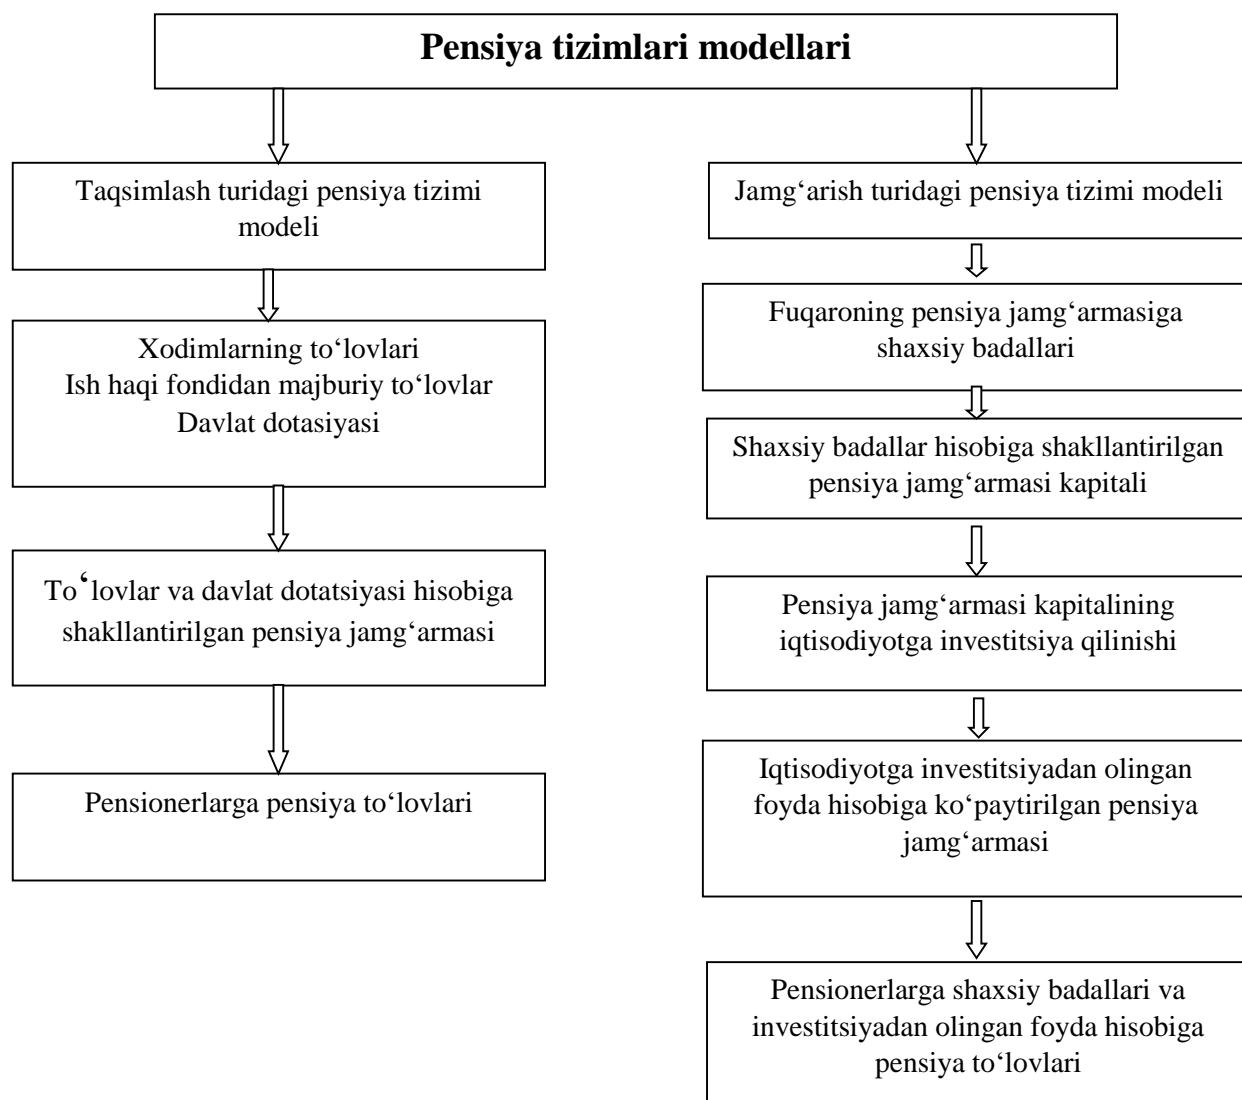 Pensiya tizimlari modellari
Taqsimlash turidagi pensiya tizimi
modeli
Xodimlarning to‘lovlari
Ish haqi fondidan majburiy to‘lovlar
Davlat dotasiyasi
To‘lovlar va davlat dotatsiyasi hisobiga
shakllantirilgan pensiya jamg‘armasi
Pensionerlarga pensiya to‘lovlari
Jamg‘arish turidagi pensiya tizimi modeli
Fuqaroning pensiya jamg‘armasiga
shaxsiy badallari
Shaxsiy badallar hisobiga shakllantirilgan
pensiya jamg‘armasi kapitali
Pensiya jamg‘armasi kapitalining
iqtisodiyotga investitsiya qilinishi
Iqtisodiyotga investitsiyadan olingan
foyda hisobiga ko‘paytirilgan pensiya
jamg‘armasi
Pensionerlarga shaxsiy badallari va
investitsiyadan olingan foyda hisobiga
pensiya to‘lovlari